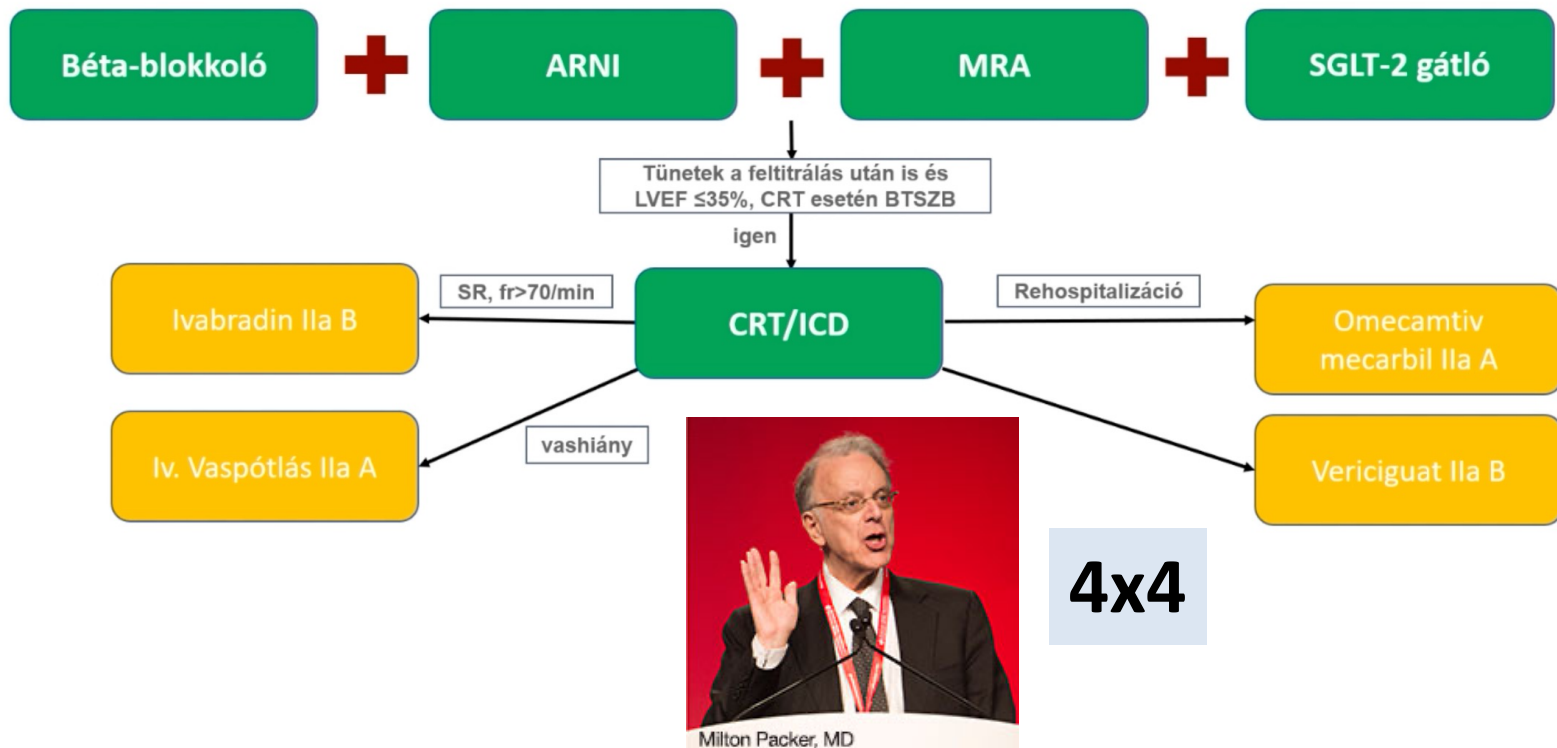 Béta-blokkoló
ARNI
MRA
SGLT-2 gátló
Tünetek a feltitrálás után is és
LVEF ≤35%, CRT esetén BTSZB
igen
SR, fr>70/min
Rehospitalizáció
Ivabradin IIa B
CRT/ICD
Omecamtiv
mecarbil IIa A
vashiány
Iv. Vaspótlás IIa A
Vericiguat IIa B
4x4
Milton Packer, MD